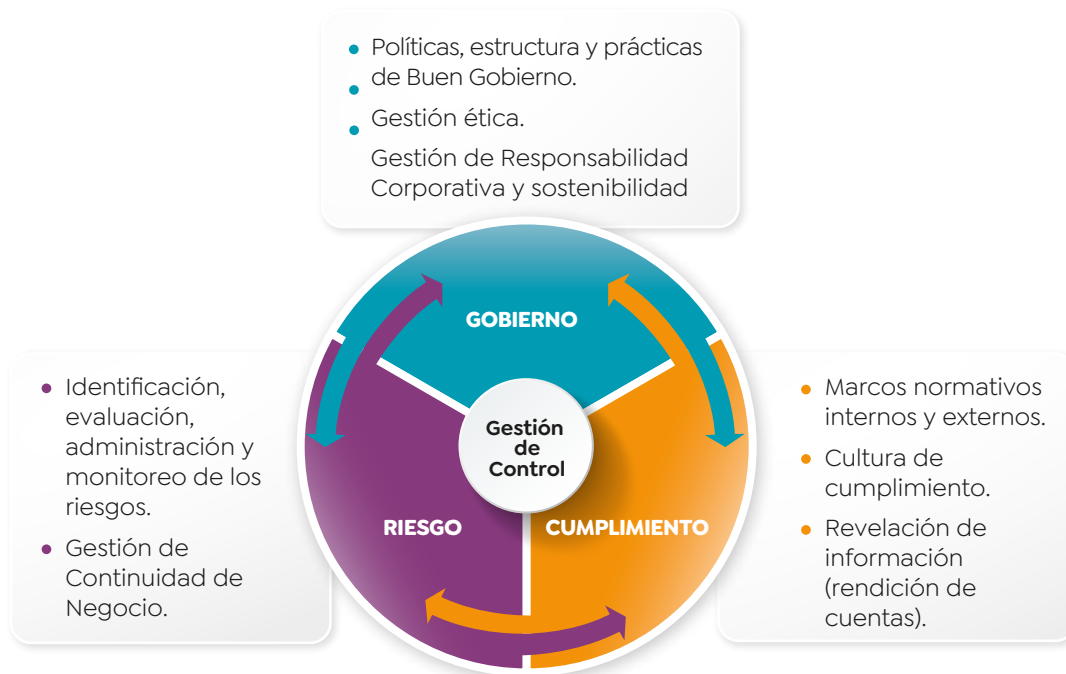 • Políticas, estructura y prácticas
de Buen Gobierno.
• Gestión ética.
• Gestión de Responsabilidad
Corporativa y sostenibilidad
GOBIERNO
• Identificación,
evaluación,
administración y
monitoreo de los
riesgos.
• Gestión de
Continuidad de
Negocio.
Gestión
de
Control
RIESGO
CUMPLIMIENTO
• Marcos normativos
internos y externos.
• Cultura de
cumplimiento.
• Revelación de
información
(rendición de
cuentas).